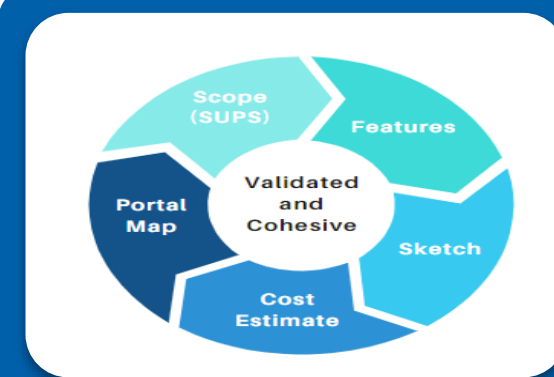 Scope
(SUPS)
Features
Validated
and
Cohesive
Portal
Map
Sketch
Cost
Estimate